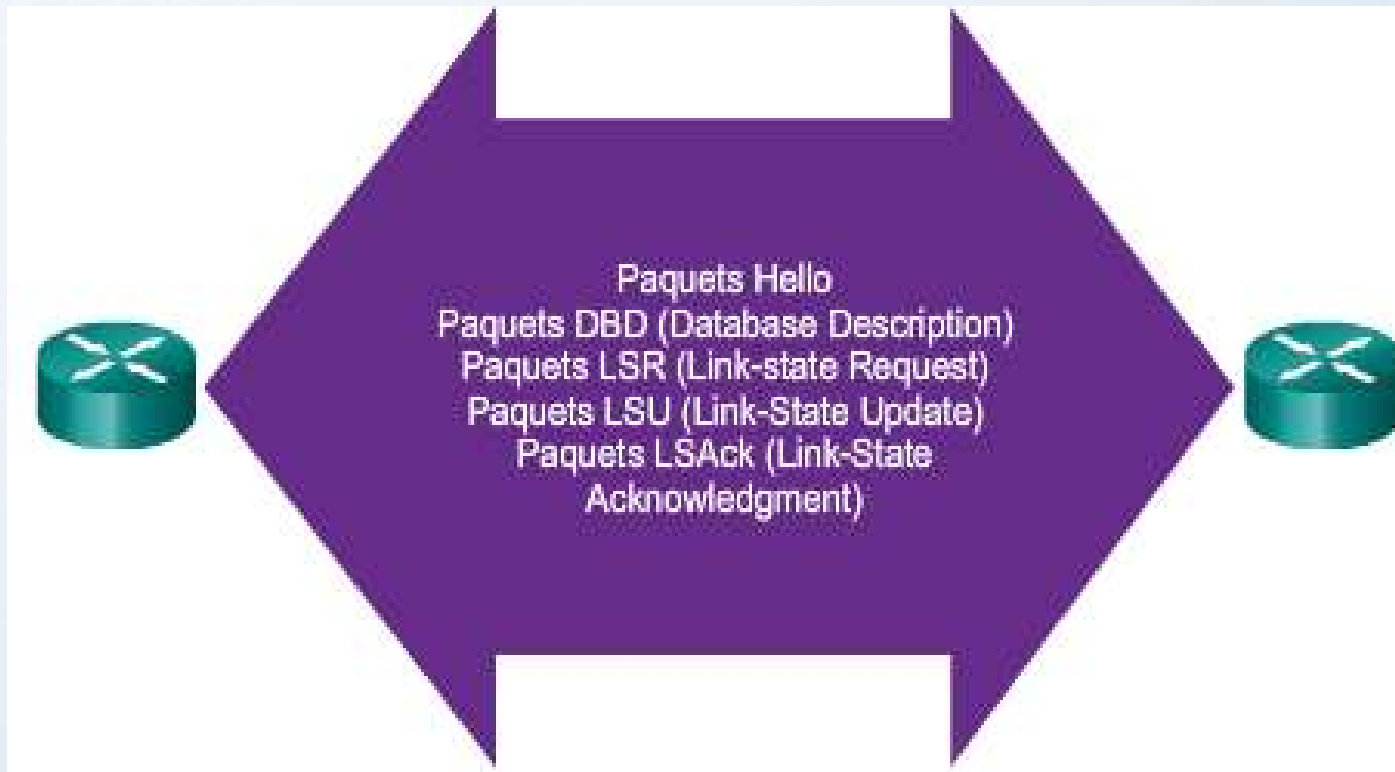 Paquets Hello
Paquets DBD (Database Description)
Paquets LSR (Link-state Request)
Paquets LSU (Link-State Update)
Paquets LSAck (Link-State
Acknowledgment)